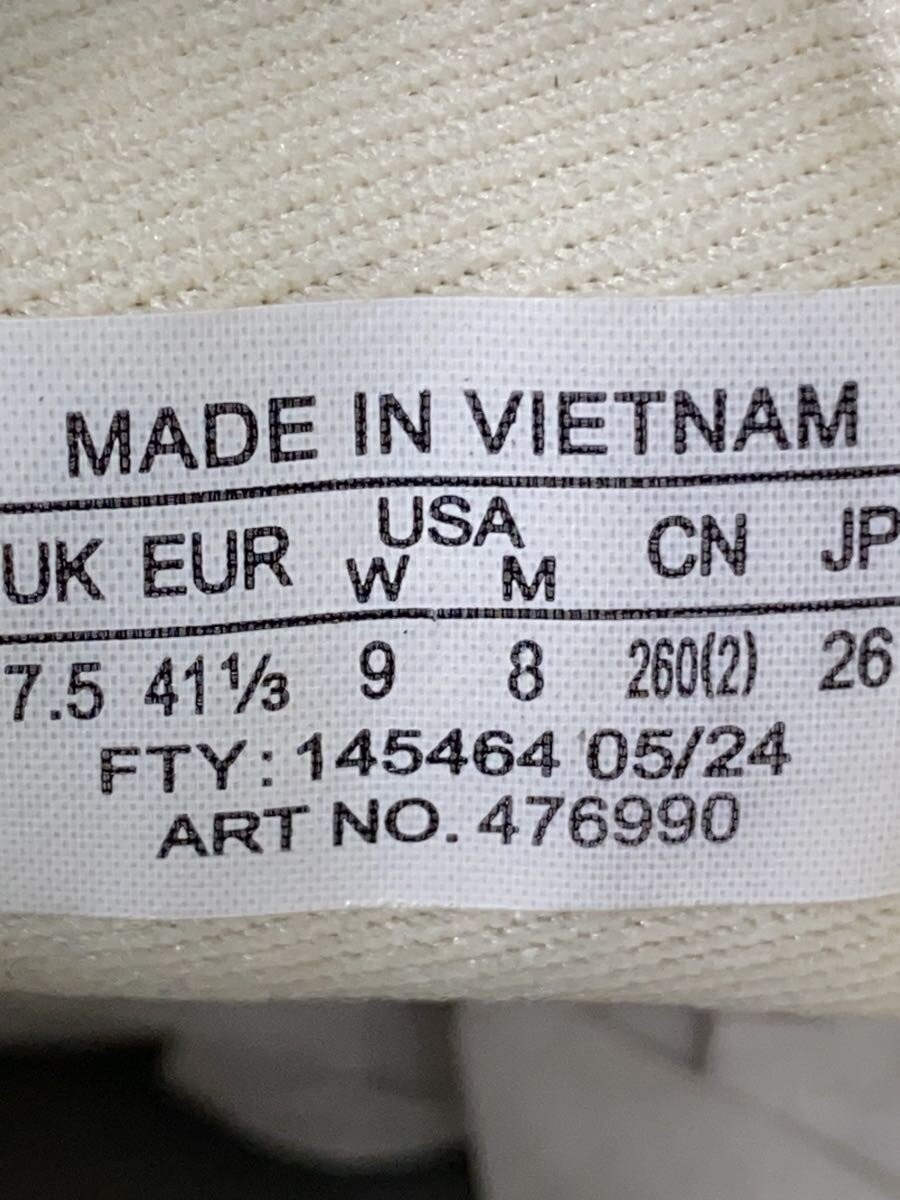 MADE IN VIETNAM
UK EUR USA CN JP
W M
7.5 41⅓ 9 8 260(2) 26
FTY: 145464 05/24
ART NO. 476990